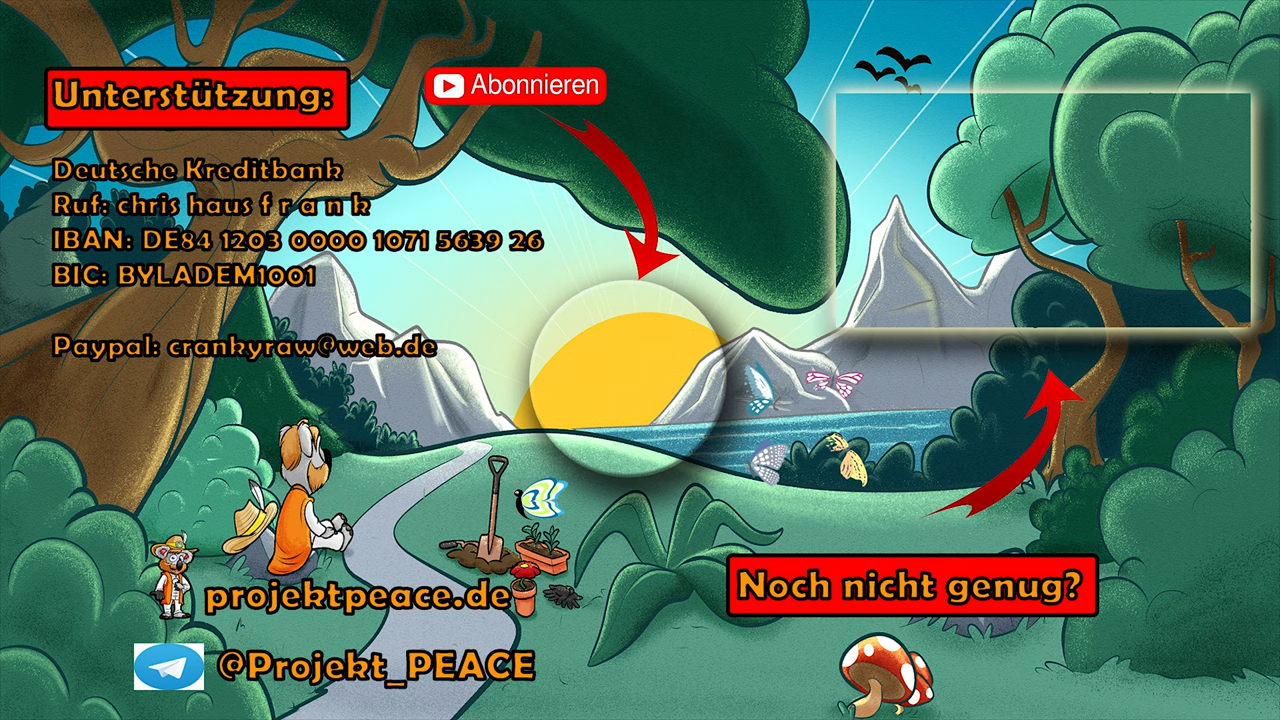 Unterstützung:
Abonnieren
Deutsche Kreditbank
Ruf: chris haus f r a n k
IBAN: DE84 1203 0000 1071 5639 26
BIC: BYLADEM1001
Paypal: crankyraw@web.de
projektpeace.de
@Projekt_PEACE
Noch nicht genug?